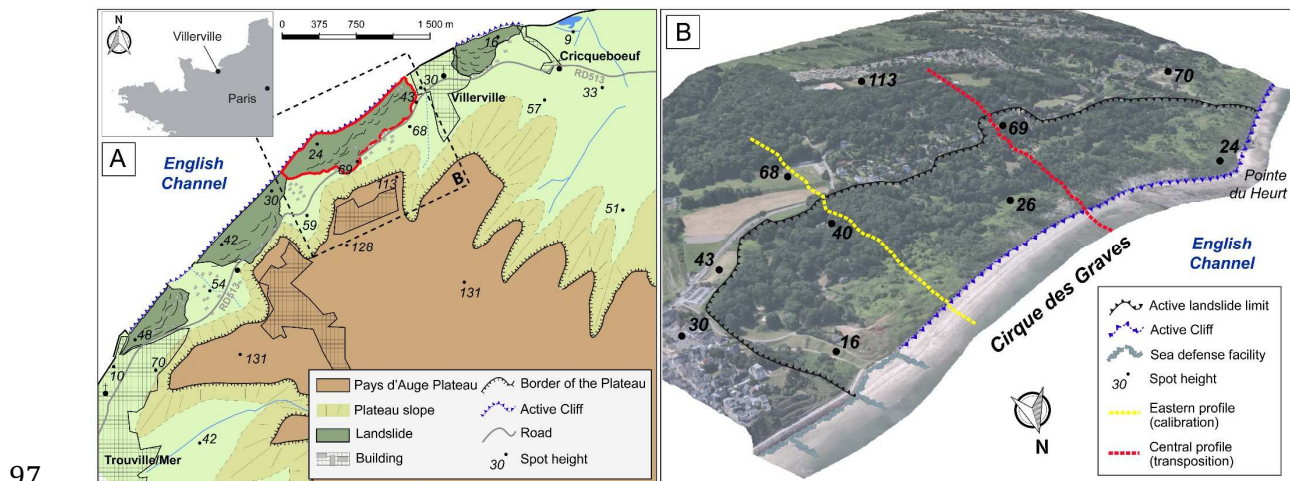 N
Villerville
Paris
0 375 750 1 500 m
16
9
Cricqueboeuf
RD513
30
33
43
Villerville
57
68
24
69
A
English
Channel
113
B
30
59
51
42
128
54
131
RD513
48
131
70
10
42
Trouville/Mer
Pays d'Auge Plateau
Plateau slope
Landslide
Building
Border of the Plateau
Active Cliff
Road
30 Spot height
B
113
70
69
24
Pointe
du Heurt
68
26
40
43
English
Channel
Cirque des Graves
30
16
N
Active landslide limit
Active Cliff
Sea defense facility
30 Spot height
Eastern profile
(calibration)
Central profile
(transposition)
97